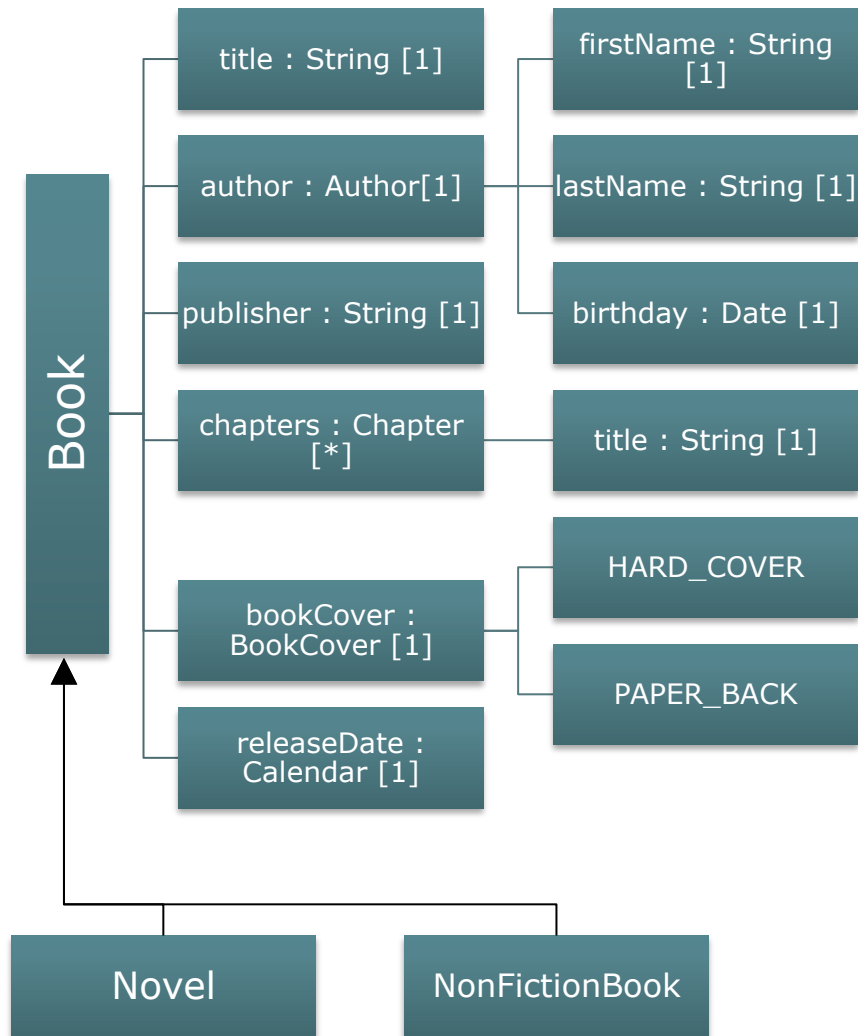 Book
title : String [1]
author : Author[1]
publisher : String [1]
chapters : Chapter
[*]
bookCover :
BookCover [1]
releaseDate :
Calendar [1]
firstName : String
[1]
lastName : String [1]
birthday : Date [1]
title : String [1]
HARD_COVER
PAPER_BACK
Novel
NonFictionBook